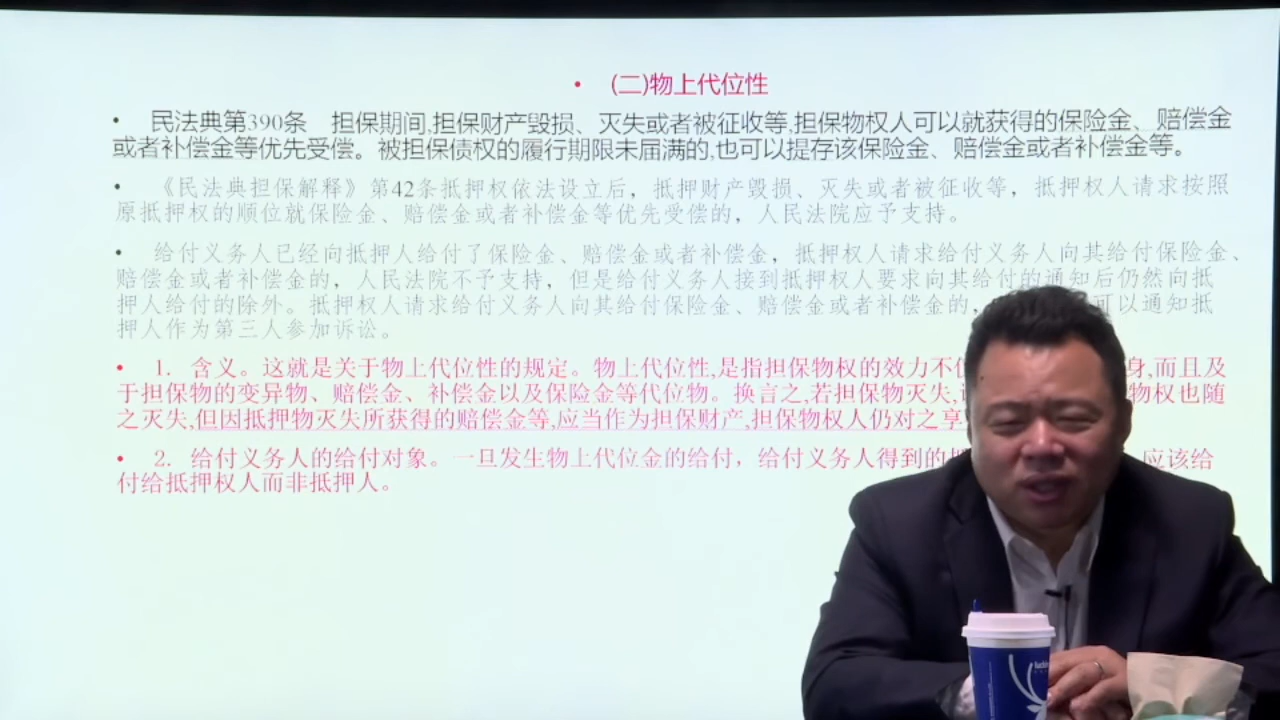 • (二)物上代位性
• 民法典第390条 担保期间,担保财产毁损、灭失或者被征收等,担保物权人可以就获得的保险金、赔偿金
或者补偿金等优先受偿。被担保债权的履行期限未届满的,也可以提存该保险金、赔偿金或者补偿金等。
• 《民法典担保解释》第42条抵押权依法设立后，抵押财产毁损、灭失或者被征收等，抵押权人请求按照
原抵押权的顺位就保险金、赔偿金或者补偿金等优先受偿的，人民法院应予支持。
• 给付义务人已经向抵押人给付了保险金、赔偿金或者补偿金，抵押权人请求给付义务人向其给付保险金、
赔偿金或者补偿金的，人民法院不予支持，但是给付义务人接到抵押权人要求向其给付的通知后仍然向抵
押人给付的除外。抵押权人请求给付义务人向其给付保险金、赔偿金或者补偿金的， 可以通知抵
押人作为第三人参加诉讼。
• 1. 含义。这就是关于物上代位性的规定。物上代位性,是指担保物权的效力不 身,而且及
于担保物的变异物、赔偿金、补偿金以及保险金等代位物。换言之,若担保物灭失, 物权也随
之灭失,但因抵押物灭失所获得的赔偿金等,应当作为担保财产,担保物权人仍对之享
• 2. 给付义务人的给付对象。一旦发生物上代位金的给付，给付义务人得到的 应该给
付给抵押权人而非抵押人。